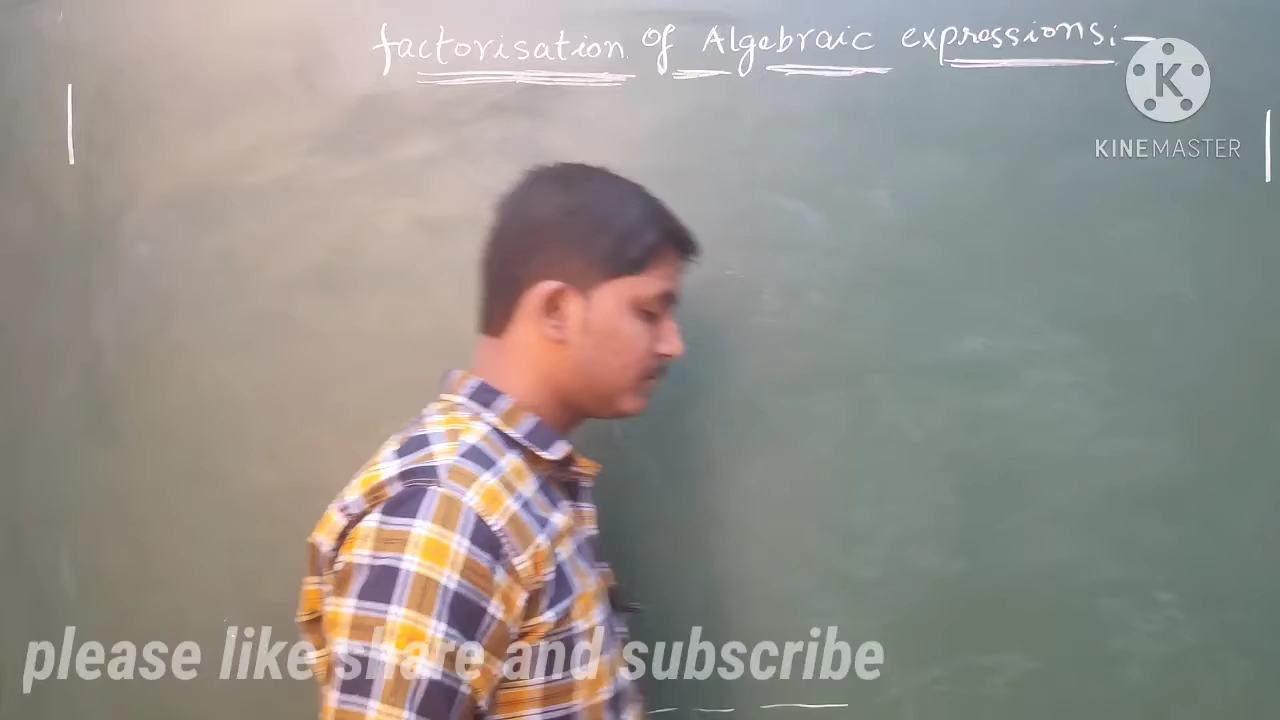 factorisation of Algebraic expressions:-
K
KINEMASTER
please like share and subscribe